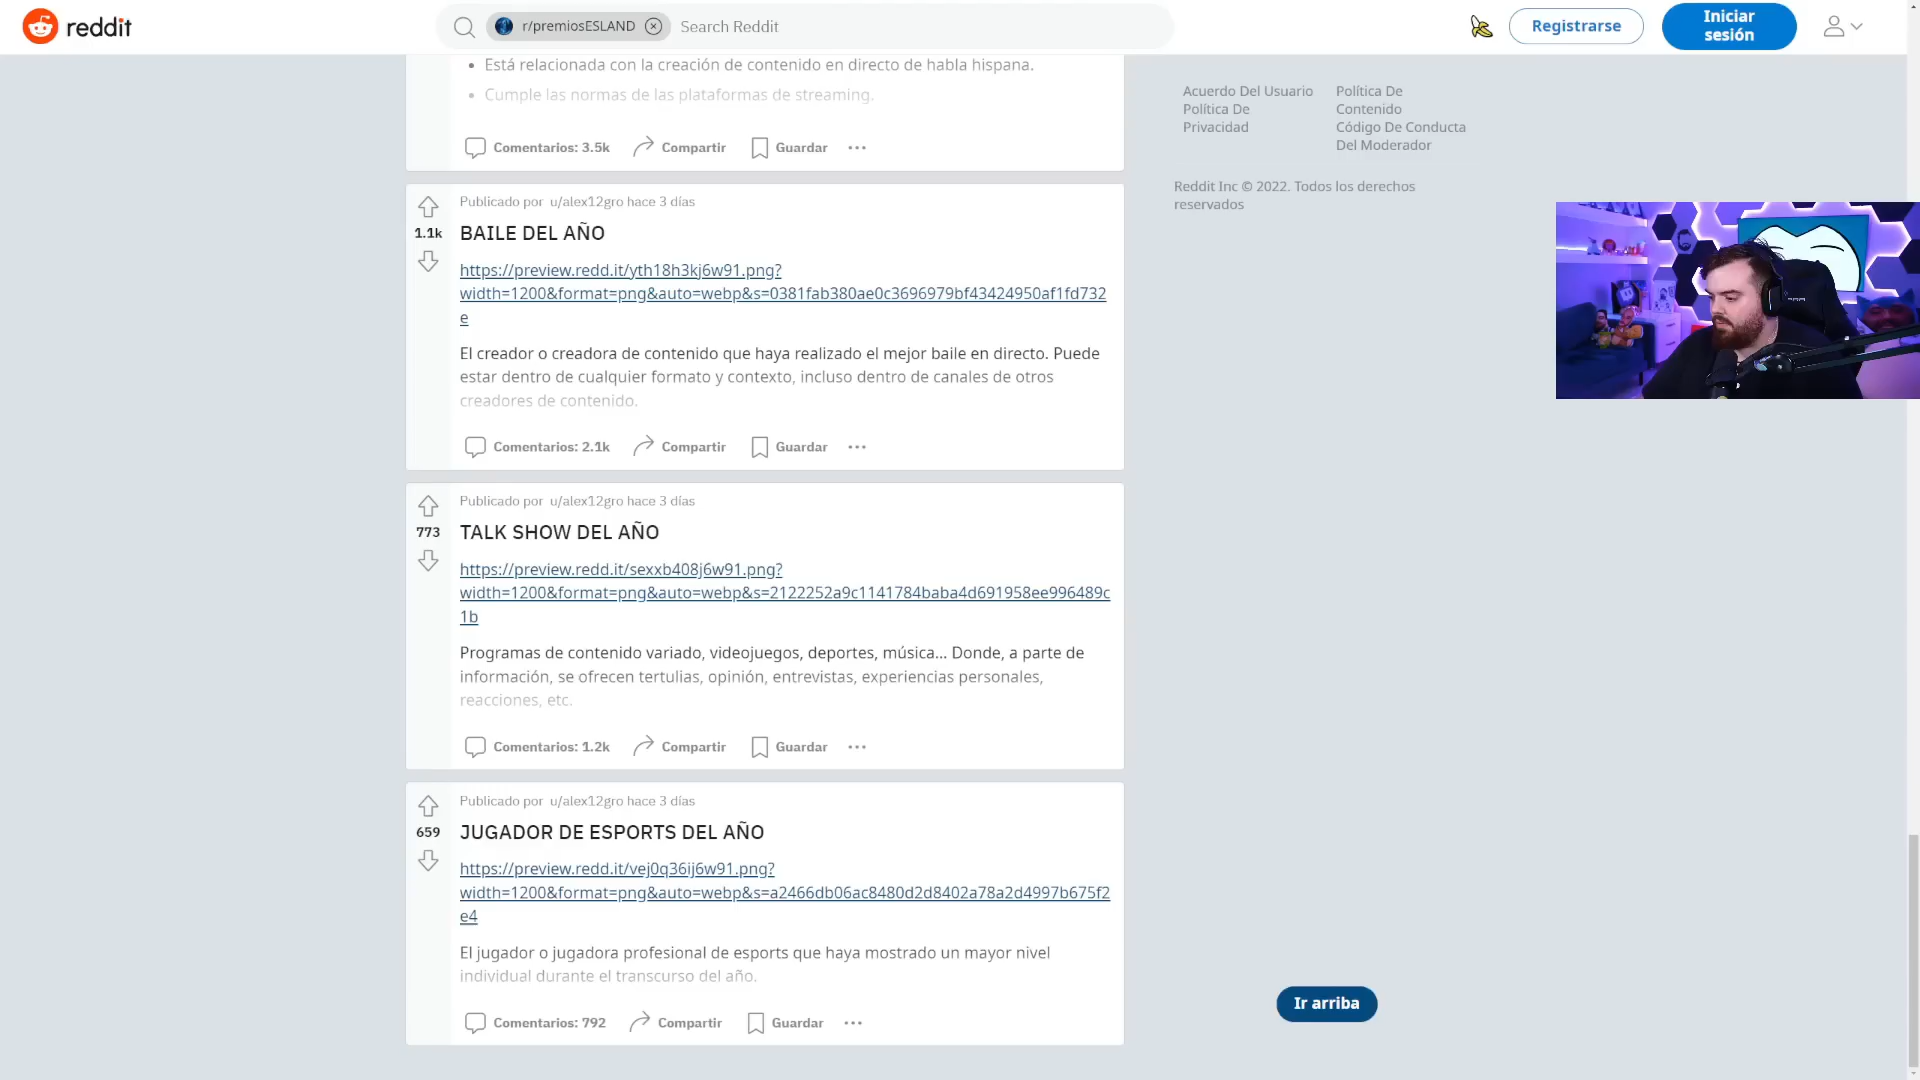 reddit
r/premiosESLAND
Search Reddit
Registrarse
Iniciar
sesión
Está relacionada con la creación de contenido en directo de habla hispana.
Cumple las normas de las plataformas de streaming.
Comentarios: 3.5k
Compartir
Guardar
Acuerdo Del Usuario
Política De
Privacidad
Política De
Contenido
Código De Conducta
Del Moderador
Reddit Inc © 2022. Todos los derechos
reservados
Publicado por u/alex12gro hace 3 días
1.1k
BAILE DEL AÑO
https://preview.redd.it/yth18h3kj6w91.png?
width=1200&format=png&auto=webp&s=0381fab380ae0c3696979bf43424950af1fd732
e
El creador o creadora de contenido que haya realizado el mejor baile en directo. Puede
estar dentro de cualquier formato y contexto, incluso dentro de canales de otros
creadores de contenido.
Comentarios: 2.1k
Compartir
Guardar
Publicado por u/alex12gro hace 3 días
773
TALK SHOW DEL AÑO
https://preview.redd.it/sexxb408j6w91.png?
width=1200&format=png&auto=webp&s=2122252a9c1141784baba4d691958ee996489c
1b
Programas de contenido variado, videojuegos, deportes, música... Donde, a parte de
información, se ofrecen tertulias, opinión, entrevistas, experiencias personales,
reacciones, etc.
Comentarios: 1.2k
Compartir
Guardar
Publicado por u/alex12gro hace 3 días
659
JUGADOR DE ESPORTS DEL AÑO
https://preview.redd.it/vej0q36ij6w91.png?
width=1200&format=png&auto=webp&s=a2466db06ac8480d2d8402a78a2d4997b675f2
e4
El jugador o jugadora profesional de esports que haya mostrado un mayor nivel
individual durante el transcurso del año.
Comentarios: 792
Compartir
Guardar
Ir arriba